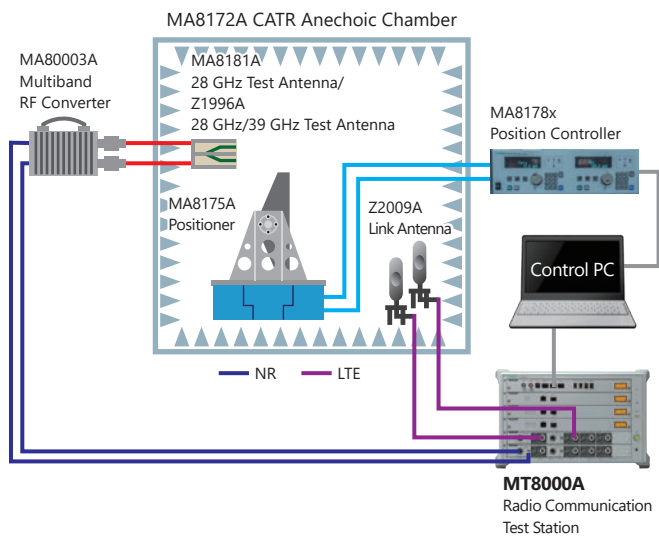 MA8172A CATR Anechoic Chamber
MA80003A
Multiband
RF Converter
MA8181A
28 GHz Test Antenna/
Z1996A
28 GHz/39 GHz Test Antenna
MA8178x
Position Controller
MA8175A
Positioner
Z2009A
Link Antenna
Control PC
NR
LTE
MT8000A
Radio Communication
Test Station